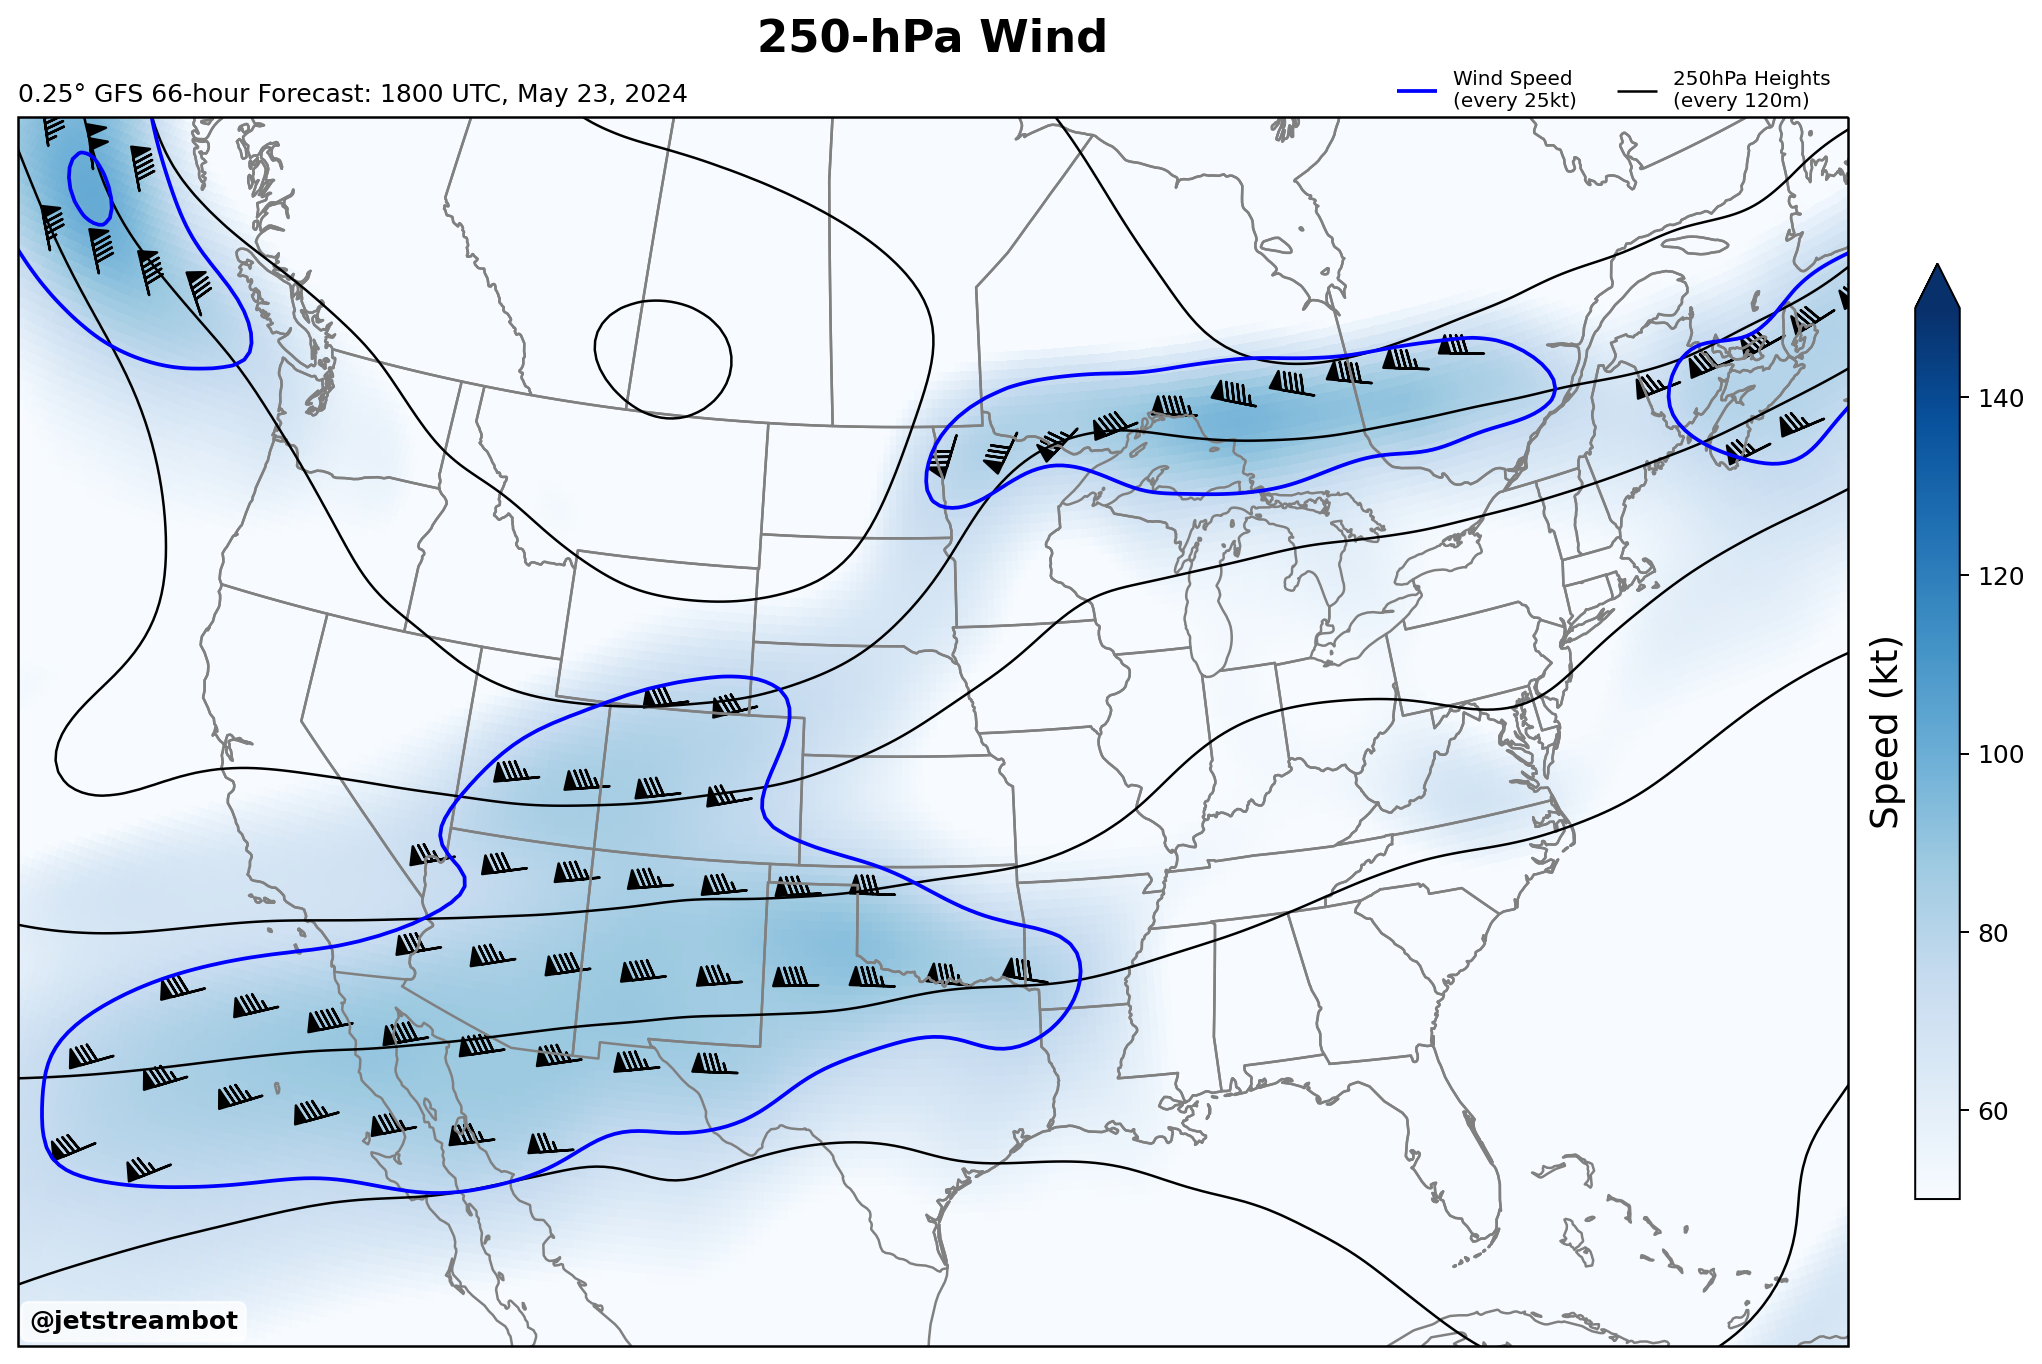 250-hPa Wind
0.25° GFS 66-hour Forecast: 1800 UTC, May 23, 2024
Wind Speed
(every 25kt)
250hPa Heights
(every 120m)
140
120
100
80
60
Speed (kt)
@jetstreambot